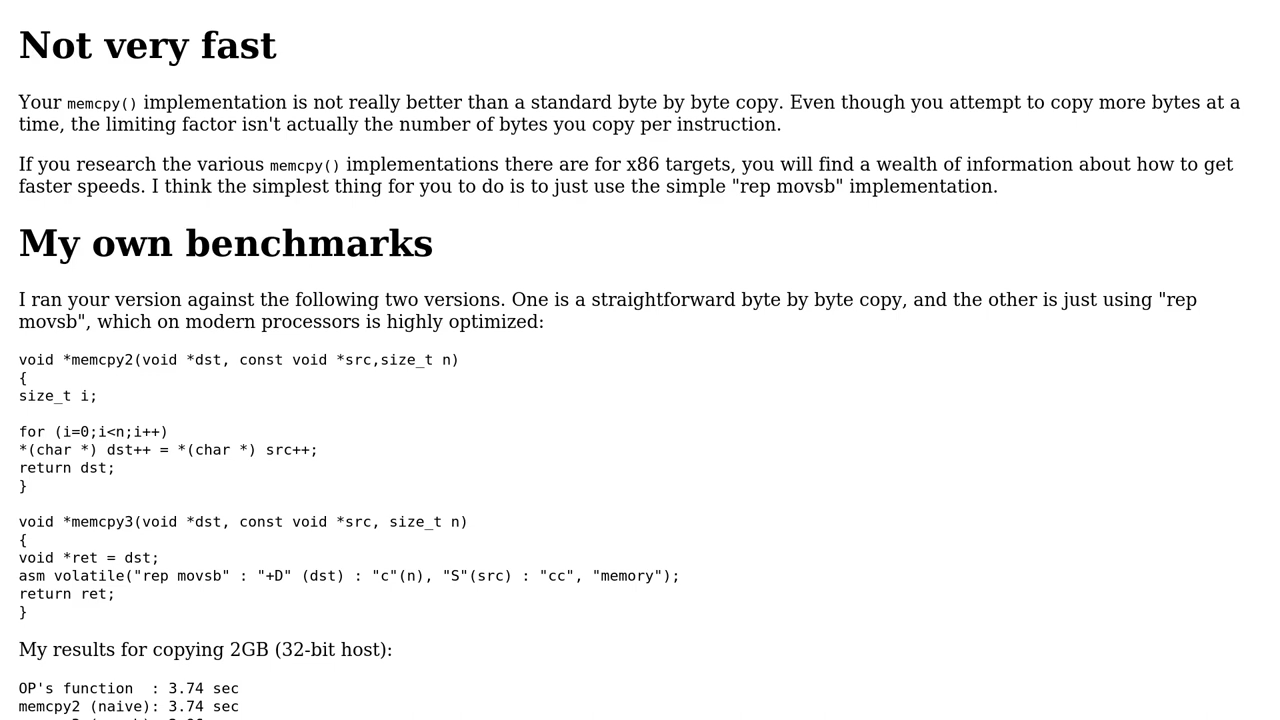 Not very fast
Your memcpy() implementation is not really better than a standard byte by byte copy. Even though you attempt to copy more bytes at a
time, the limiting factor isn't actually the number of bytes you copy per instruction.
If you research the various memcpy() implementations there are for x86 targets, you will find a wealth of information about how to get
faster speeds. I think the simplest thing for you to do is to just use the simple "rep movsb" implementation.
My own benchmarks
I ran your version against the following two versions. One is a straightforward byte by byte copy, and the other is just using "rep
movsb", which on modern processors is highly optimized:
void *memcpy2(void *dst, const void *src,size_t n)
{
size_t i;
for (i=0;i<n;i++)
*(char *) dst++ = *(char *) src++;
return dst;
}
void *memcpy3(void *dst, const void *src, size_t n)
{
void *ret = dst;
asm volatile("rep movsb" : "+D" (dst) : "c"(n), "S"(src) : "cc", "memory");
return ret;
}
My results for copying 2GB (32-bit host):
OP's function  : 3.74 sec
memcpy2 (naive): 3.74 sec